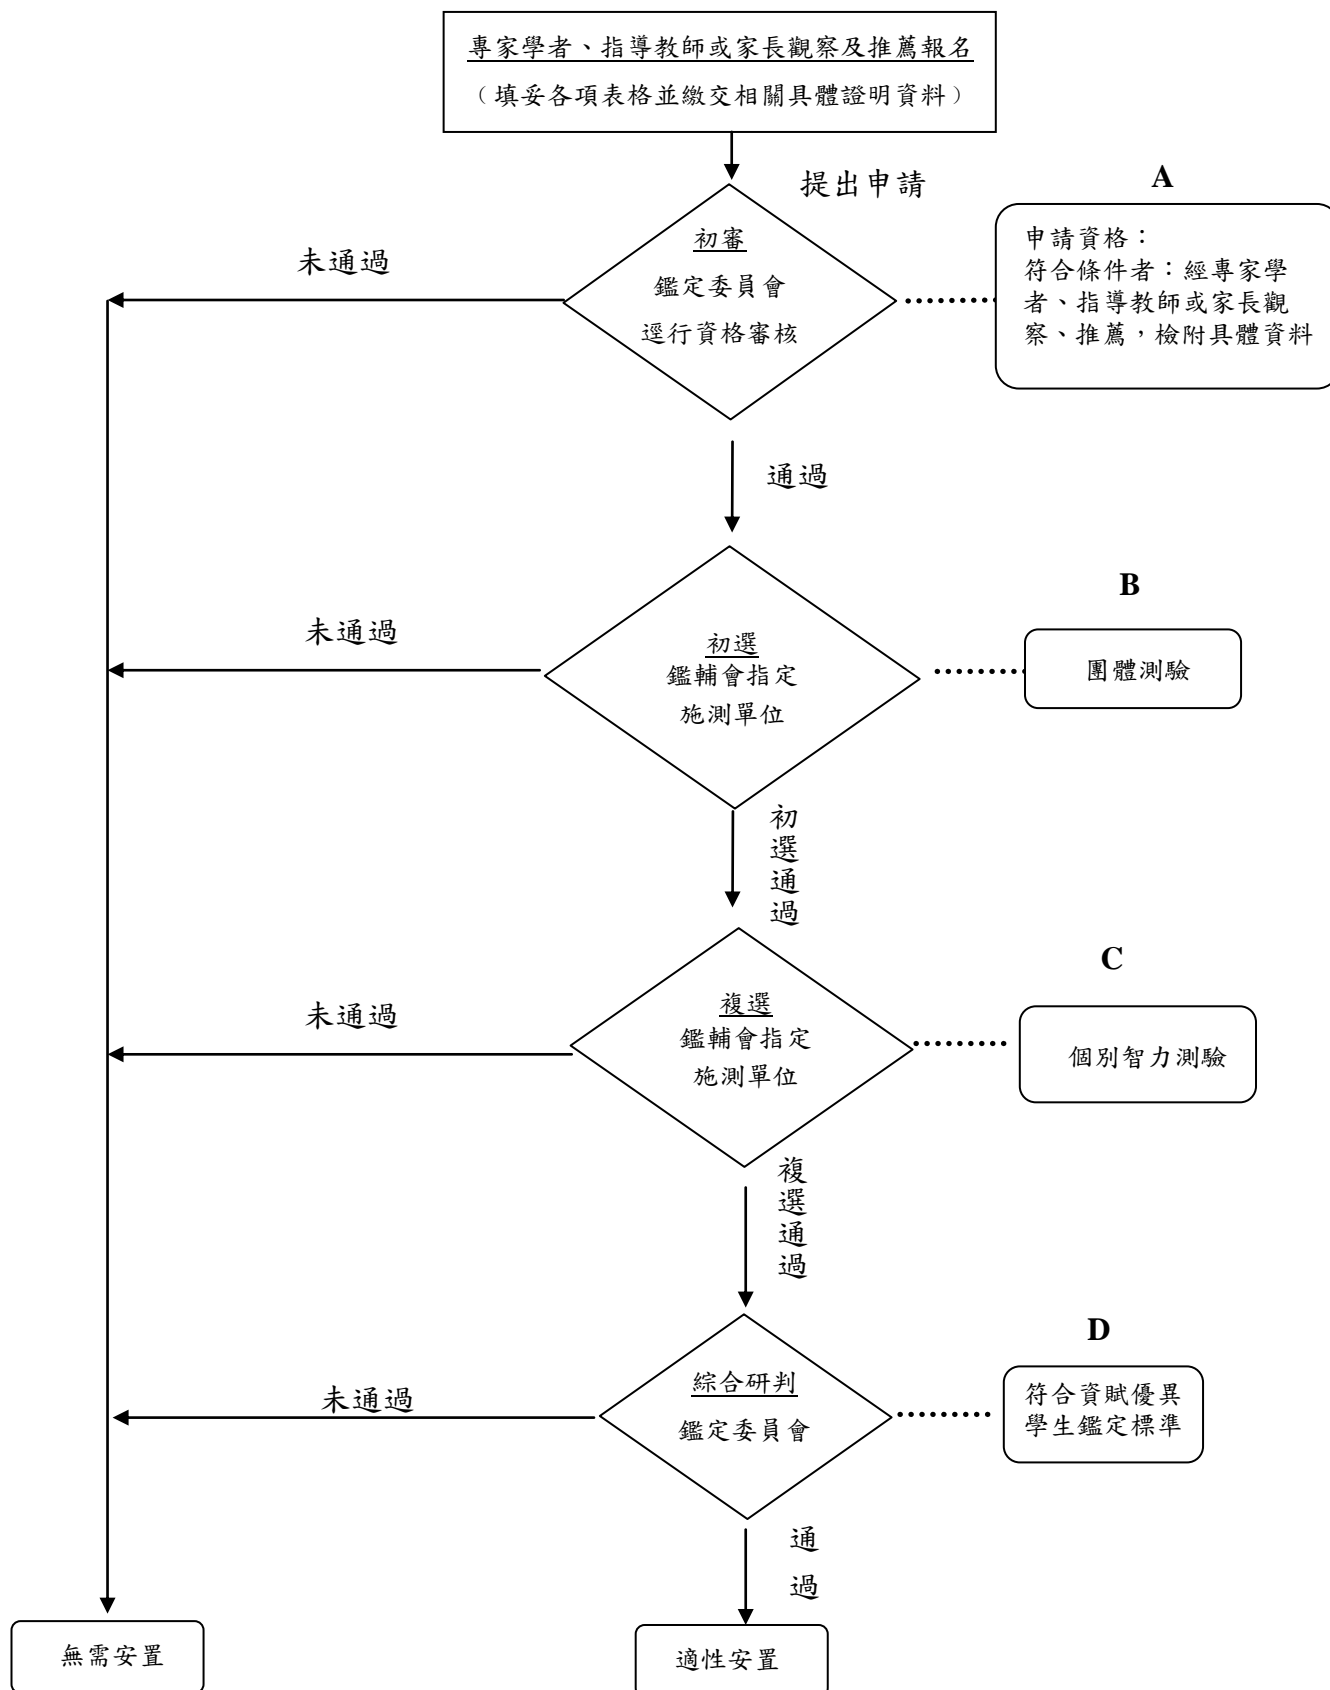 專家學者、指導教師或家長觀察及推薦報名
（填妥各項表格並繳交相關具體證明資料）
提出申請
A
初審
鑑定委員會
逕行資格審核
未通過
申請資格：
符合條件者：經專家學
者、指導教師或家長觀
察、推薦，檢附具體資料
通過
B
初選
鑑輔會指定
施測單位
未通過
團體測驗
初
選
通
過
C
複選
鑑輔會指定
施測單位
未通過
個別智力測驗
複
選
通
過
D
綜合研判
鑑定委員會
未通過
符合資賦優異
學生鑑定標準
通
過
無需安置
適性安置